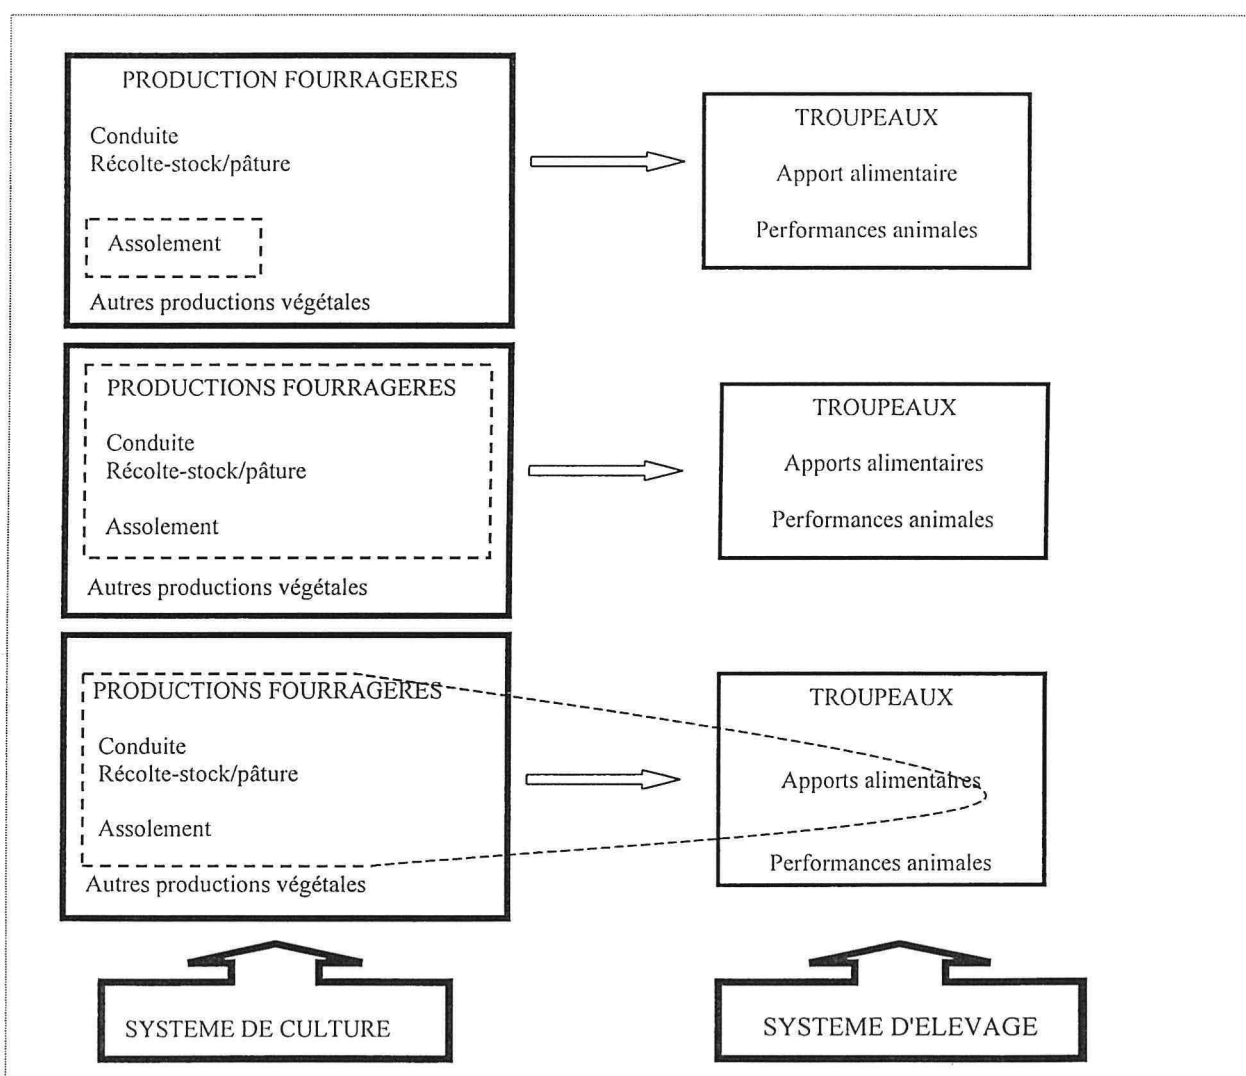 PRODUCTION FOURRAGERES
Conduite
Récolte-stock/pâture
Assolement
Autres productions végétales
TROUPEAUX
Apport alimentaire
Performances animales
PRODUCTIONS FOURRAGERES
Conduite
Récolte-stock/pâture
Assolement
Autres productions végétales
TROUPEAUX
Apports alimentaires
Performances animales
PRODUCTIONS FOURRAGERES
Conduite
Récolte-stock/pâture
Assolement
Autres productions végétales
TROUPEAUX
Apports alimentaires
Performances animales
SYSTEME DE CULTURE
SYSTEME D'ELEVAGE